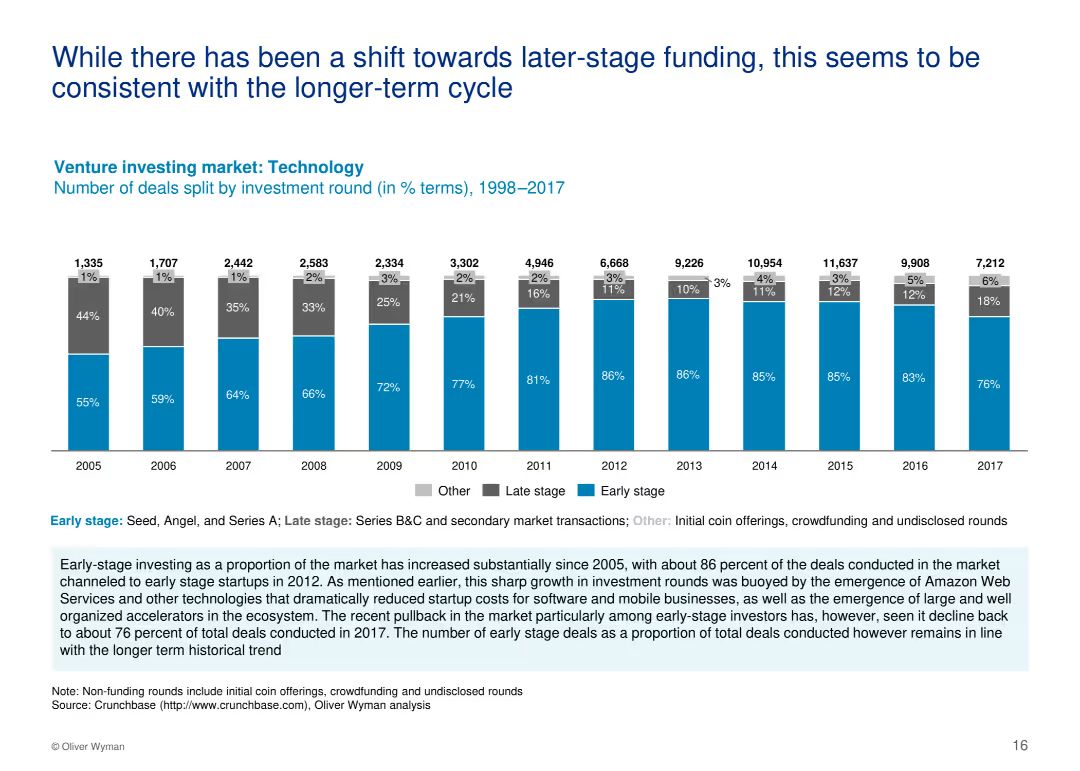 While there has been a shift towards later-stage funding, this seems to be
consistent with the longer-term cycle
Venture investing market: Technology
Number of deals split by investment round (in % terms), 1998–2017
1,335 1,707 2,442 2,583 2,334 3,302 4,946 6,668 9,226 10,954 11,637 9,908 7,212
1% 1% 1% 2% 3% 2% 2% 3% 3% 4% 3% 5% 6%
44% 40% 35% 33% 25% 21% 16% 11% 10% 11% 12% 12% 18%
55% 59% 64% 66% 72% 77% 81% 86% 86% 85% 85% 83% 76%
2005 2006 2007 2008 2009 2010 2011 2012 2013 2014 2015 2016 2017
Other Late stage Early stage
Early stage: Seed, Angel, and Series A; Late stage: Series B&C and secondary market transactions; Other: Initial coin offerings, crowdfunding and undisclosed rounds
Early-stage investing as a proportion of the market has increased substantially since 2005, with about 86 percent of the deals conducted in the market
channeled to early stage startups in 2012. As mentioned earlier, this sharp growth in investment rounds was buoyed by the emergence of Amazon Web
Services and other technologies that dramatically reduced startup costs for software and mobile businesses, as well as the emergence of large and well
organized accelerators in the ecosystem. The recent pullback in the market particularly among early-stage investors has, however, seen it decline back
to about 76 percent of total deals conducted in 2017. The number of early stage deals as a proportion of total deals conducted however remains in line
with the longer term historical trend
Note: Non-funding rounds include initial coin offerings, crowdfunding and undisclosed rounds
Source: Crunchbase (http://www.crunchbase.com), Oliver Wyman analysis
© Oliver Wyman
16